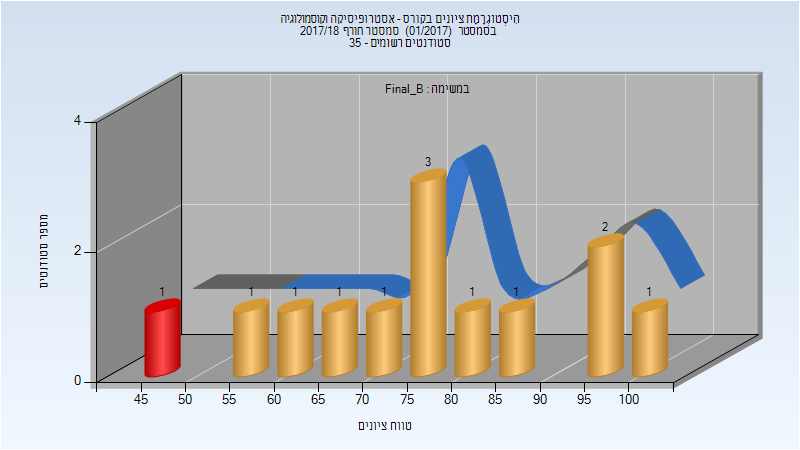 הִיסְטוֹגְרָמַת ציונים בקורס - אסטרופיסיקה וקוסמולוגיה
בסמסטר (01/2017) סמסטר חורף 2017/18
סטודנטים רשומים - 35
במשימה : Final_B
מספר סטודנטים
4
2
0
1
1
1
1
1
3
1
1
2
1
45 50 55 60 65 70 75 80 85 90 95 100
טווח ציונים